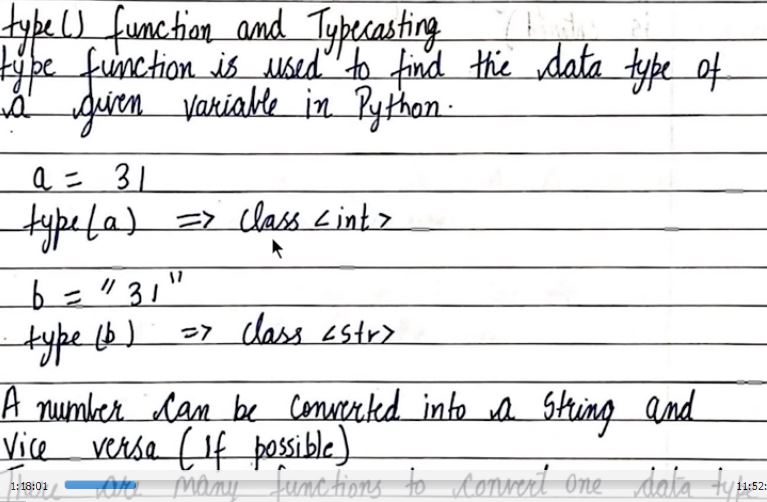 type() function and Typecasting
type function is used to find the data type of
a given variable in Python.
a = 31
type(a) => class <int>
b = "31"
type(b) => class <str>
A number can be converted into a string and
vice versa (if possible)
There are many functions to convert one data type
1:18:01
11:52: